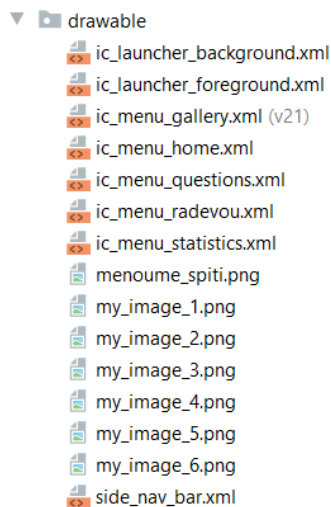 drawable
ic_launcher_background.xml
ic_launcher_foreground.xml
ic_menu_gallery.xml (v21)
ic_menu_home.xml
ic_menu_questions.xml
ic_menu_radevou.xml
ic_menu_statistics.xml
menoume_spiti.png
my_image_1.png
my_image_2.png
my_image_3.png
my_image_4.png
my_image_5.png
my_image_6.png
side_nav_bar.xml